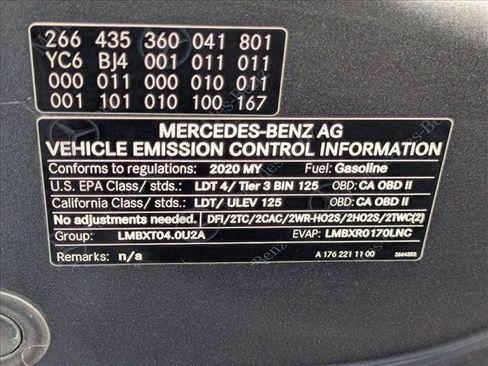 266 435 360 041 801
YC6 BJ4 001 011 011
000 011 000 010 011
001 101 010 100 167
MERCEDES-BENZ AG
VEHICLE EMISSION CONTROL INFORMATION
Conforms to regulations: 2020 MY Fuel: Gasoline
U.S. EPA Class/ stds.: LDT 4/ Tier 3 BIN 125 OBD: CA OBD II
California Class/ stds.: LDT/ ULEV 125 OBD: CA OBD II
No adjustments needed. DFI/2TC/2CAC/2WR-HO2S/2HO2S/2TWC(2)
Group: LMBXT04.0U2A EVAP: LMBXR0170LNC
Remarks: n/a A 176 221 11 00